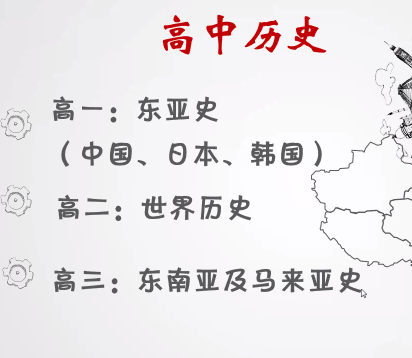 高中历史
高一：东亚史
（中国、日本、韩国）
高二：世界历史
高三：东南亚及马来亚史